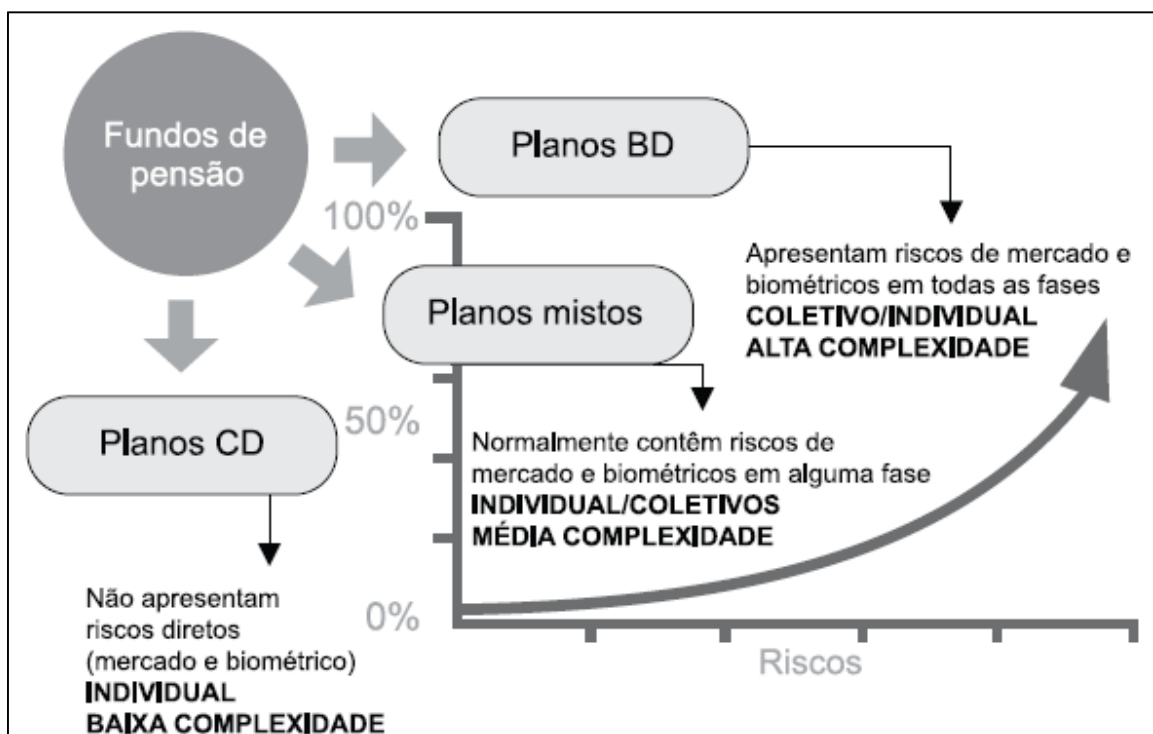 Fundos de
pensão
Planos BD
100%
Apresentam riscos de mercado e
biométricos em todas as fases
COLETIVO/INDIVIDUAL
ALTA COMPLEXIDADE
Planos mistos
50%
Normalmente contêm riscos de
mercado e biométricos em alguma fase
INDIVIDUAL/COLETIVOS
MÉDIA COMPLEXIDADE
Planos CD
Não apresentam
riscos diretos
(mercado e biométrico)
INDIVIDUAL
BAIXA COMPLEXIDADE
0%
Riscos